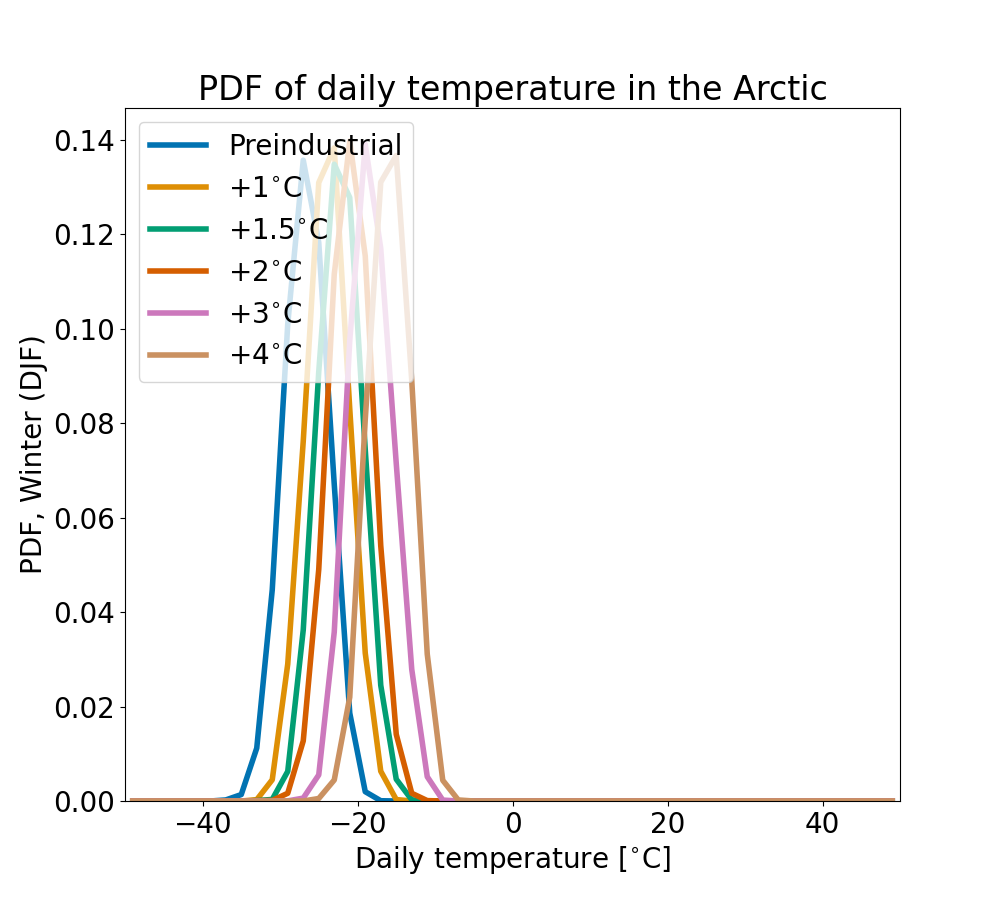 PDF of daily temperature in the Arctic
PDF, Winter (DJF)
0.14
0.12
0.10
0.08
0.06
0.04
0.02
0.00
Preindustrial
+1°C
+1.5°C
+2°C
+3°C
+4°C
−40 −20 0 20 40
Daily temperature [°C]